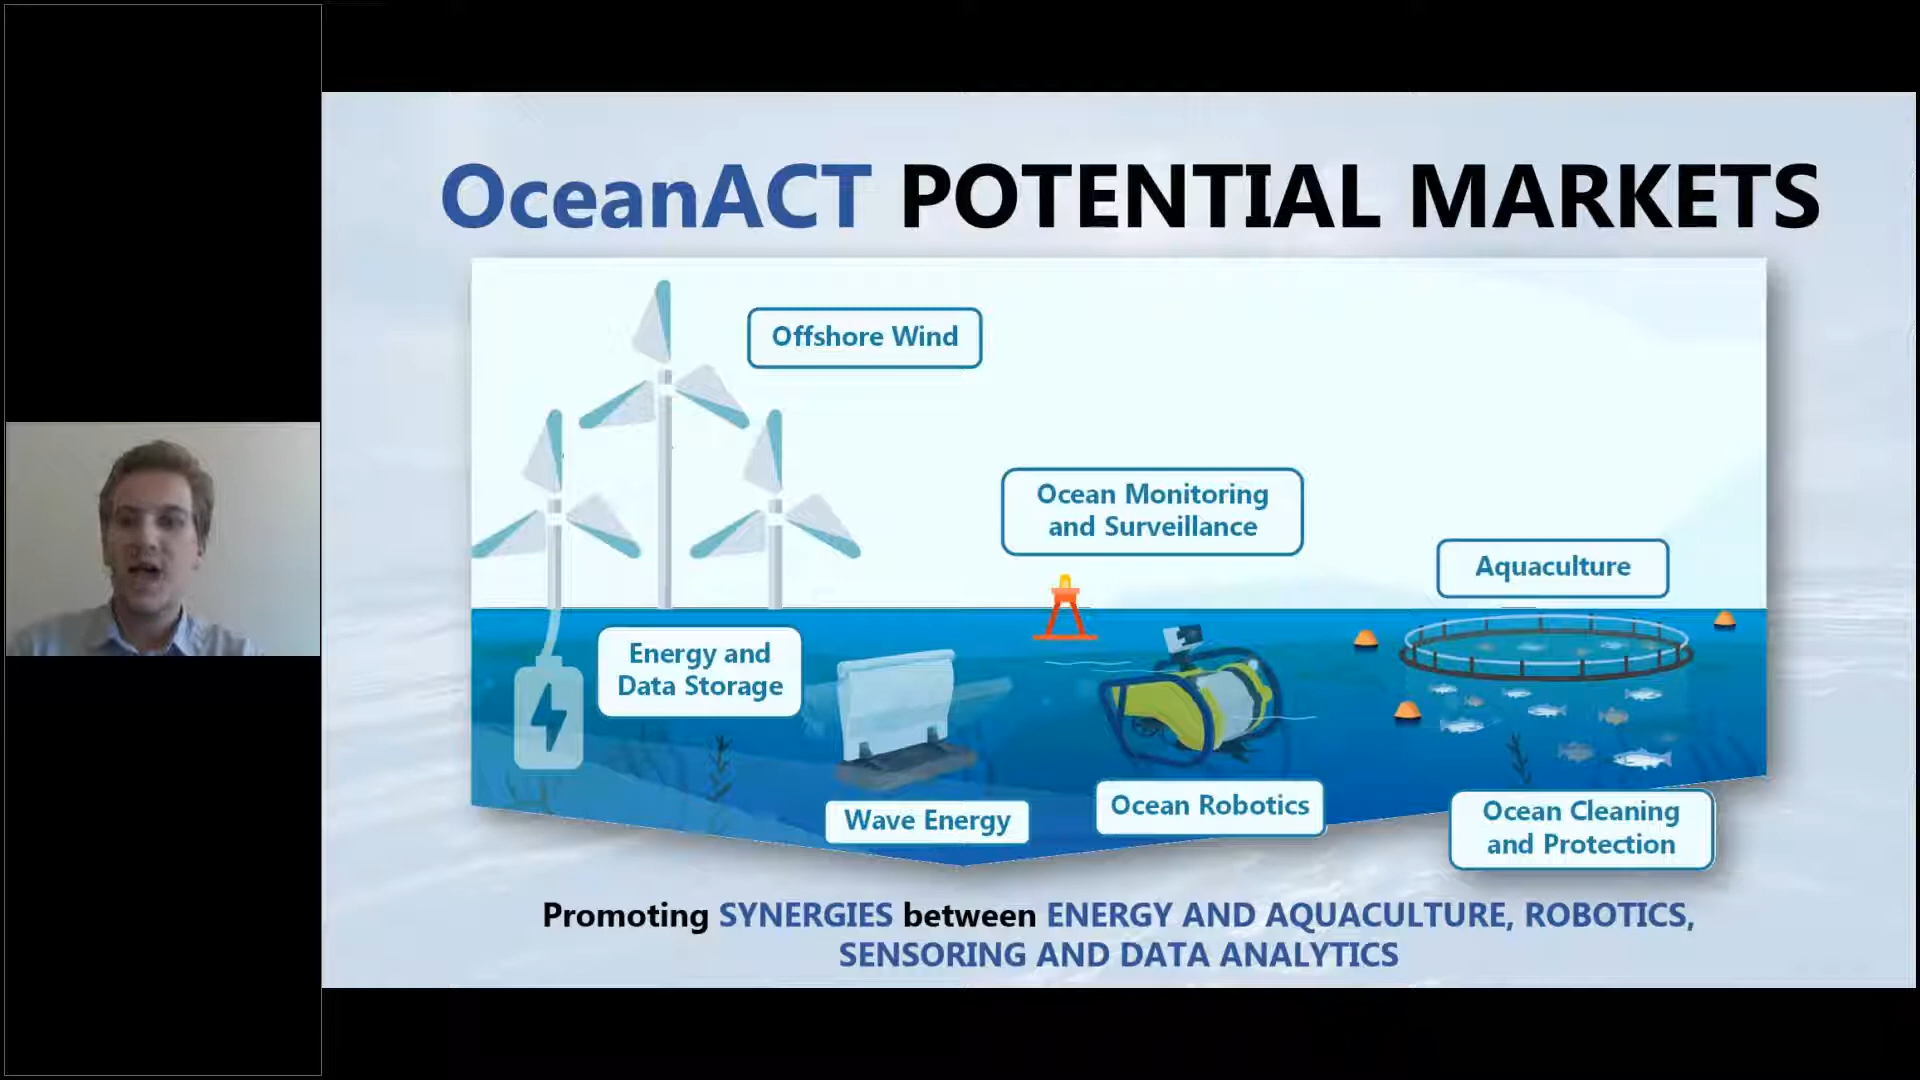 OceanACT POTENTIAL MARKETS
Offshore Wind
Ocean Monitoring
and Surveillance
Aquaculture
Energy and
Data Storage
Wave Energy
Ocean Robotics
Ocean Cleaning
and Protection
Promoting SYNERGIES between ENERGY AND AQUACULTURE, ROBOTICS,
SENSORING AND DATA ANALYTICS